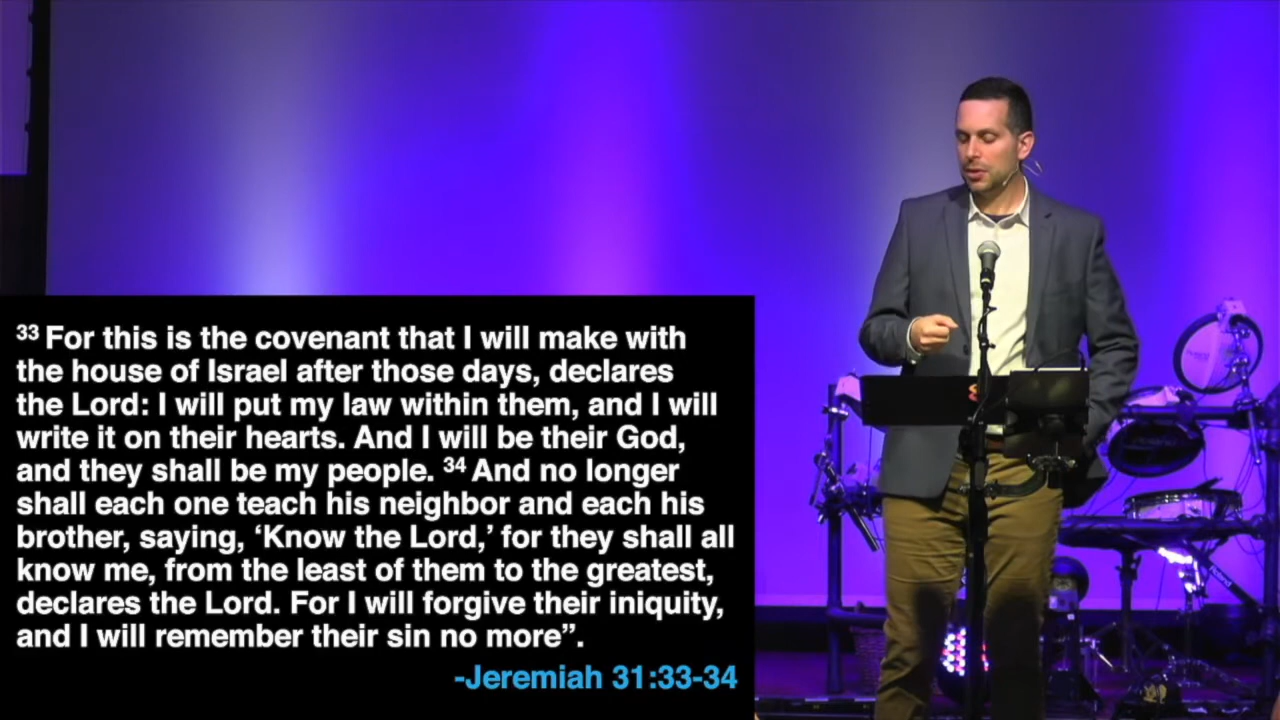 ³³ For this is the covenant that I will make with
the house of Israel after those days, declares
the Lord: I will put my law within them, and I will
write it on their hearts. And I will be their God,
and they shall be my people. ³⁴ And no longer
shall each one teach his neighbor and each his
brother, saying, ‘Know the Lord,’ for they shall all
know me, from the least of them to the greatest,
declares the Lord. For I will forgive their iniquity,
and I will remember their sin no more”.
-Jeremiah 31:33-34